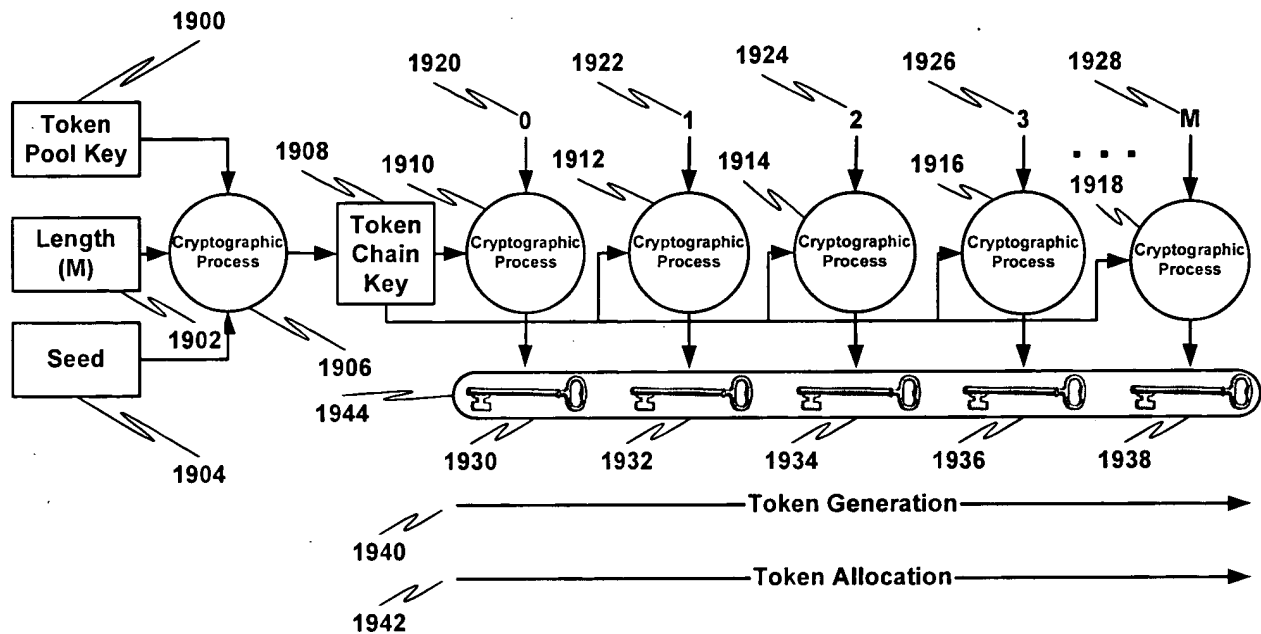 1900
1920
1922
1924
1926
1928
0
1
2
3
M
Token
Pool Key
1908
1910
1912
1914
1916
. . .
1918
Length
(M)
Cryptographic
Process
Token
Chain
Key
Cryptographic
Process
Cryptographic
Process
Cryptographic
Process
Cryptographic
Process
Cryptographic
Process
1902
Seed
1906
1944
1904
1930
1932
1934
1936
1938
Token Generation
1940
Token Allocation
1942